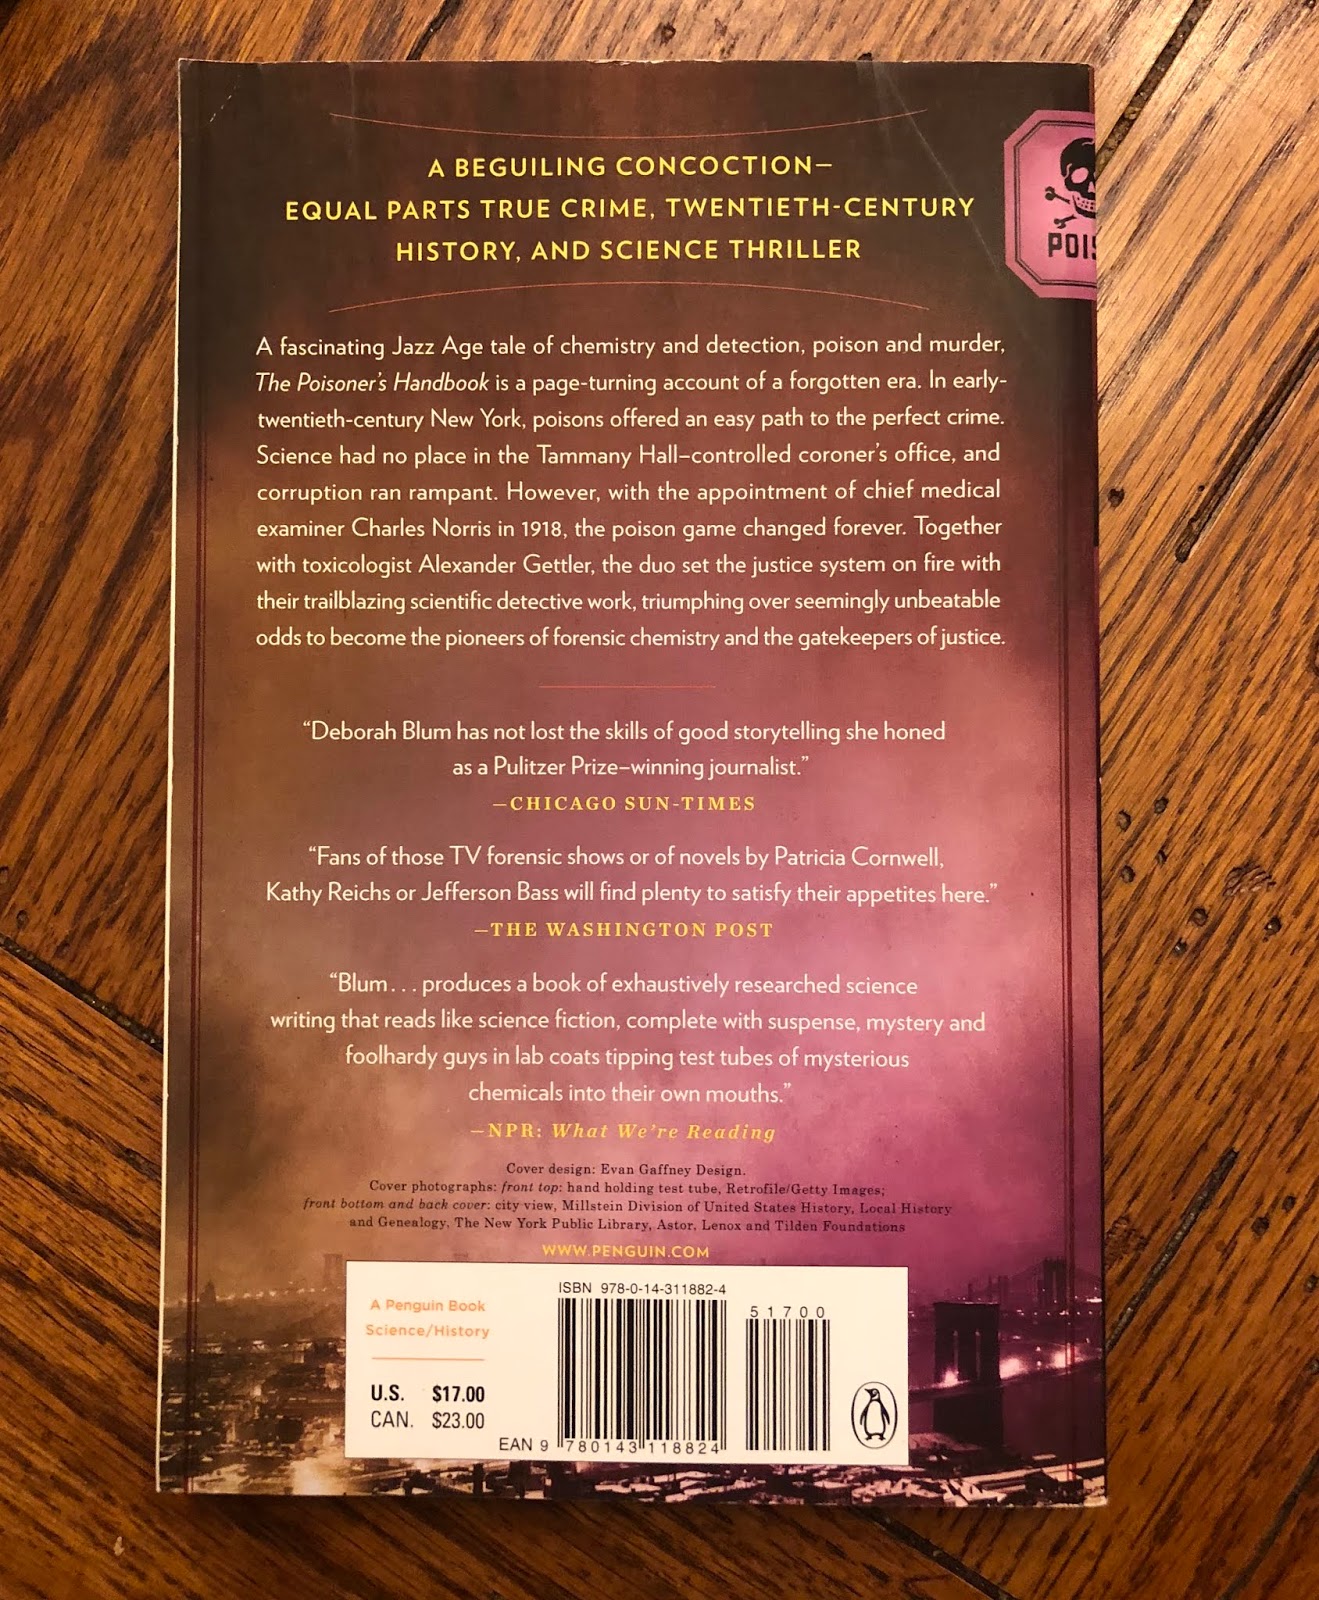 A BEGUILING CONCOCTION—
EQUAL PARTS TRUE CRIME, TWENTIETH-CENTURY
HISTORY, AND SCIENCE THRILLER
POIS
A fascinating Jazz Age tale of chemistry and detection, poison and murder,
The Poisoner's Handbook is a page-turning account of a forgotten era. In early-
twentieth-century New York, poisons offered an easy path to the perfect crime.
Science had no place in the Tammany Hall–controlled coroner's office, and
corruption ran rampant. However, with the appointment of chief medical
examiner Charles Norris in 1918, the poison game changed forever. Together
with toxicologist Alexander Gettler, the duo set the justice system on fire with
their trailblazing scientific detective work, triumphing over seemingly unbeatable
odds to become the pioneers of forensic chemistry and the gatekeepers of justice.
“Deborah Blum has not lost the skills of good storytelling she honed
as a Pulitzer Prize–winning journalist.”
—CHICAGO SUN-TIMES
“Fans of those TV forensic shows or of novels by Patricia Cornwell,
Kathy Reichs or Jefferson Bass will find plenty to satisfy their appetites here.”
—THE WASHINGTON POST
“Blum . . . produces a book of exhaustively researched science
writing that reads like science fiction, complete with suspense, mystery and
foolhardy guys in lab coats tipping test tubes of mysterious
chemicals into their own mouths.”
—NPR: What We're Reading
Cover design: Evan Gaffney Design.
Cover photographs: front top: hand holding test tube, Retrofile/Getty Images;
front bottom and back cover: city view, Millstein Division of United States History, Local History
and Genealogy, The New York Public Library, Astor, Lenox and Tilden Foundations
WWW.PENGUIN.COM
A Penguin Book
Science/History
U.S. $17.00
CAN. $23.00
ISBN 978-0-14-311882-4
51700
EAN 9 780143 118824